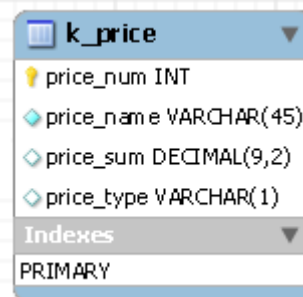 k_price
price_num INT
price_name VARCHAR(45)
price_sum DECIMAL(9,2)
price_type VARCHAR(1)
Indexes
PRIMARY